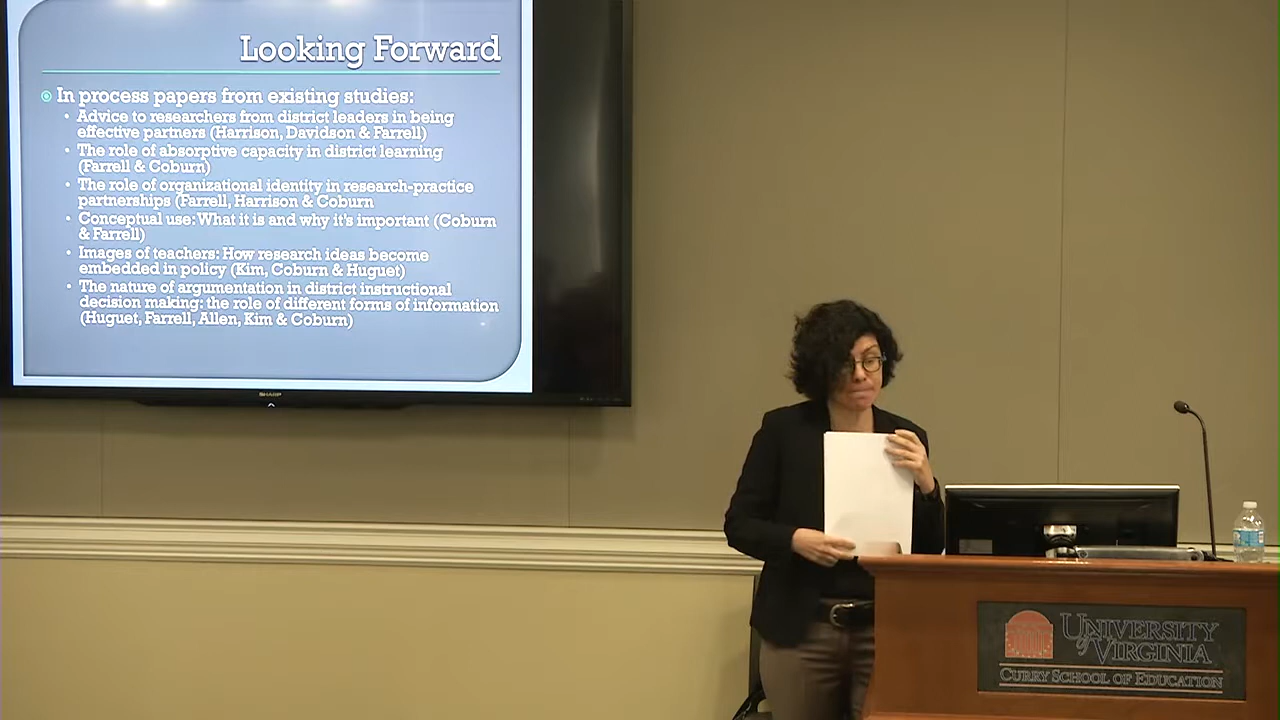 Looking Forward
In process papers from existing studies:
Advice to researchers from district leaders in being
effective partners (Harrison, Davidson & Farrell)
The role of absorptive capacity in district learning
(Farrell & Coburn)
The role of organizational identity in research-practice
partnerships (Farrell, Harrison & Coburn
Conceptual use: What it is and why it's important (Coburn
& Farrell)
Images of teachers: How research ideas become
embedded in policy (Kim, Coburn & Huguet)
The nature of argumentation in district instructional
decision making: the role of different forms of information
(Huguet, Farrell, Allen, Kim & Coburn)
SHARP
UNIVERSITY
of VIRGINIA
CURRY SCHOOL OF EDUCATION